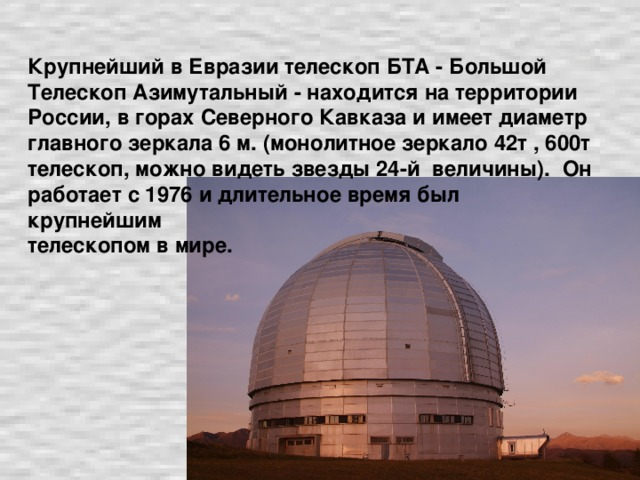 Крупнейший в Евразии телескоп БТА - Большой
Телескоп Азимутальный - находится на территории
России, в горах Северного Кавказа и имеет диаметр
главного зеркала 6 м. (монолитное зеркало 42т , 600т
телескоп, можно видеть звезды 24-й  величины).  Он
работает с 1976 и длительное время был
крупнейшим
телескопом в мире.